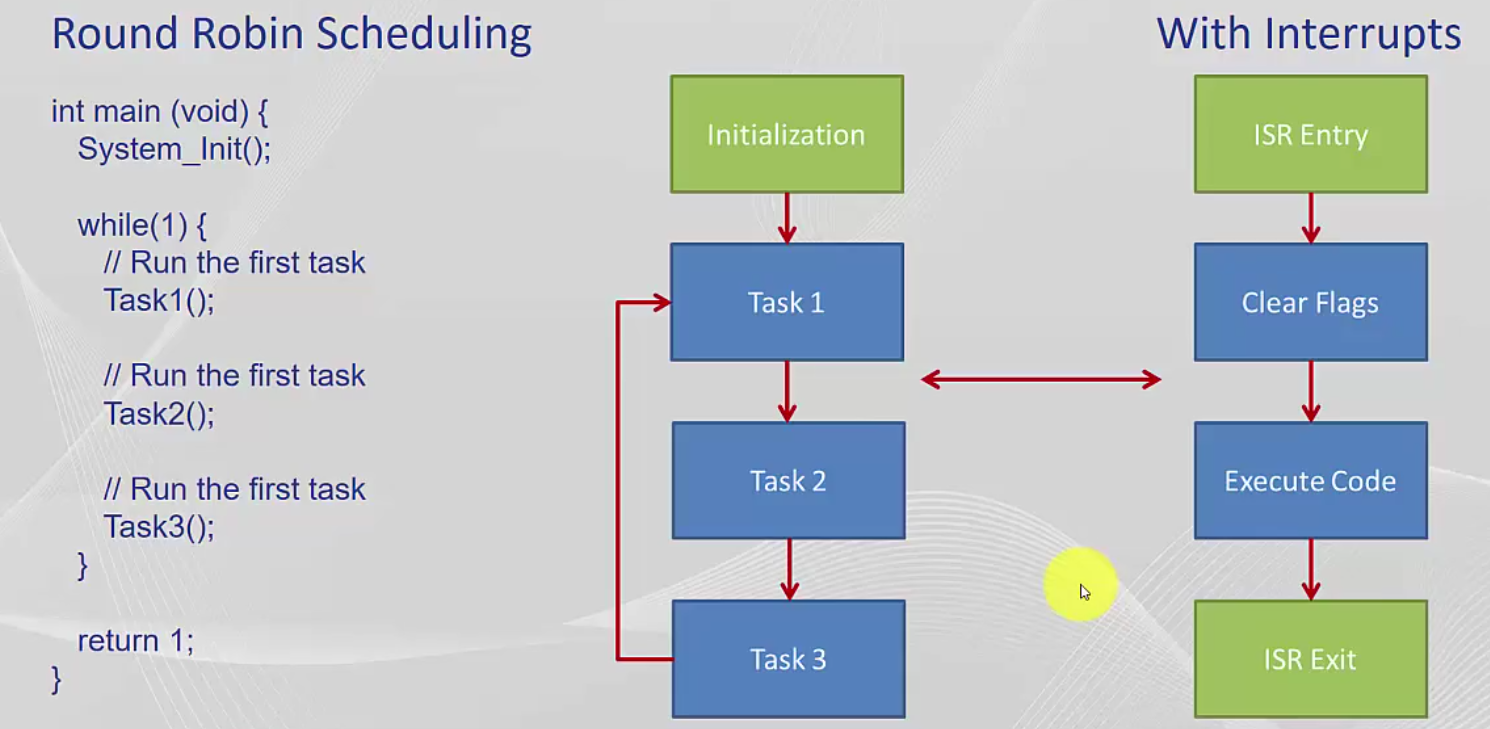 Round Robin Scheduling
With Interrupts
int main (void) {
System_Init();
while(1) {
// Run the first task
Task1();
// Run the first task
Task2();
// Run the first task
Task3();
}
return 1;
}
Initialization
Task 1
Task 2
Task 3
ISR Entry
Clear Flags
Execute Code
ISR Exit